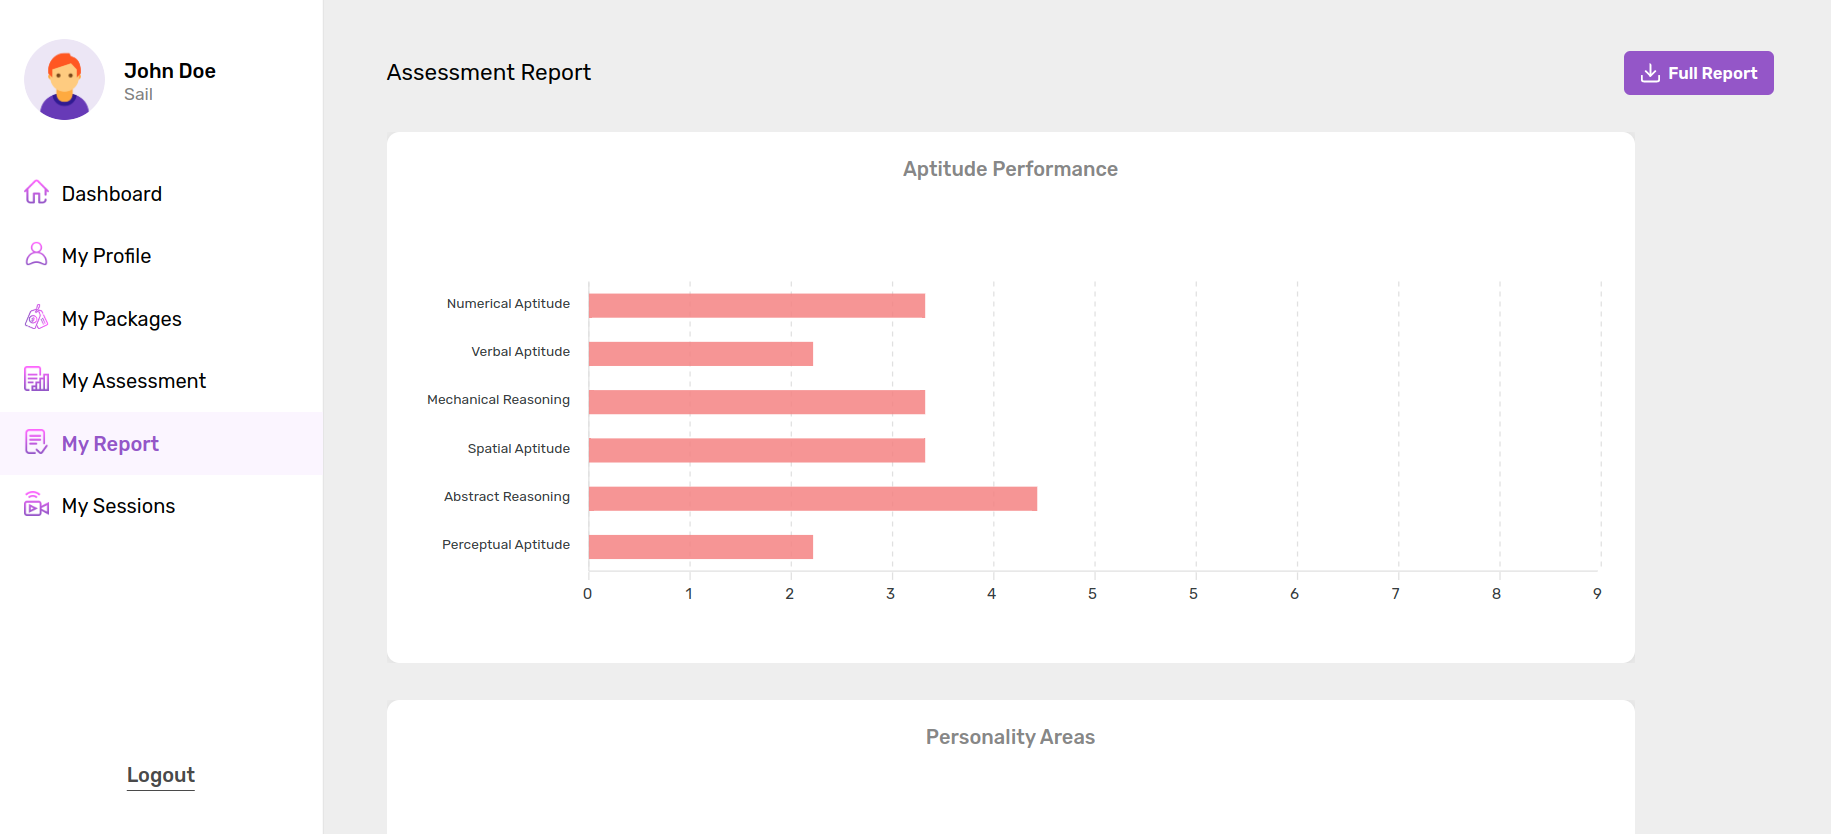 John Doe
Sail
Dashboard
My Profile
My Packages
My Assessment
My Report
My Sessions
Logout
Assessment Report
Full Report
Aptitude Performance
Numerical Aptitude
Verbal Aptitude
Mechanical Reasoning
Spatial Aptitude
Abstract Reasoning
Perceptual Aptitude
0 1 2 3 4 5 5 6 7 8 9
Personality Areas